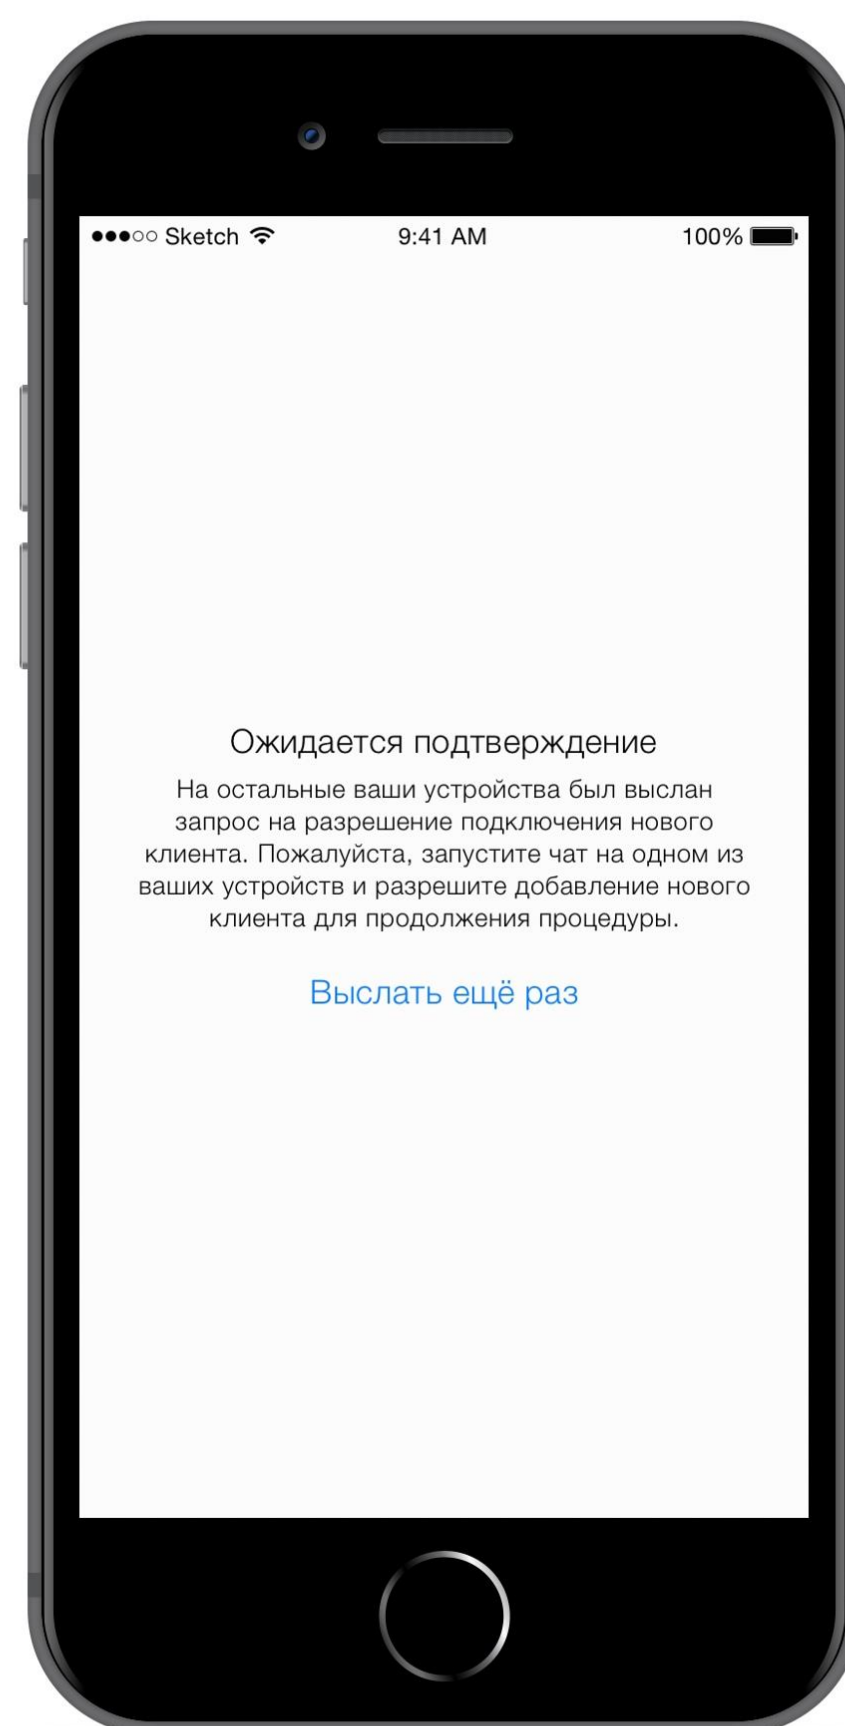 ●●●○○ Sketch 9:41 AM 100%
Ожидается подтверждение
На остальные ваши устройства был выслан
запрос на разрешение подключения нового
клиента. Пожалуйста, запустите чат на одном из
ваших устройств и разрешите добавление нового
клиента для продолжения процедуры.
Выслать ещё раз